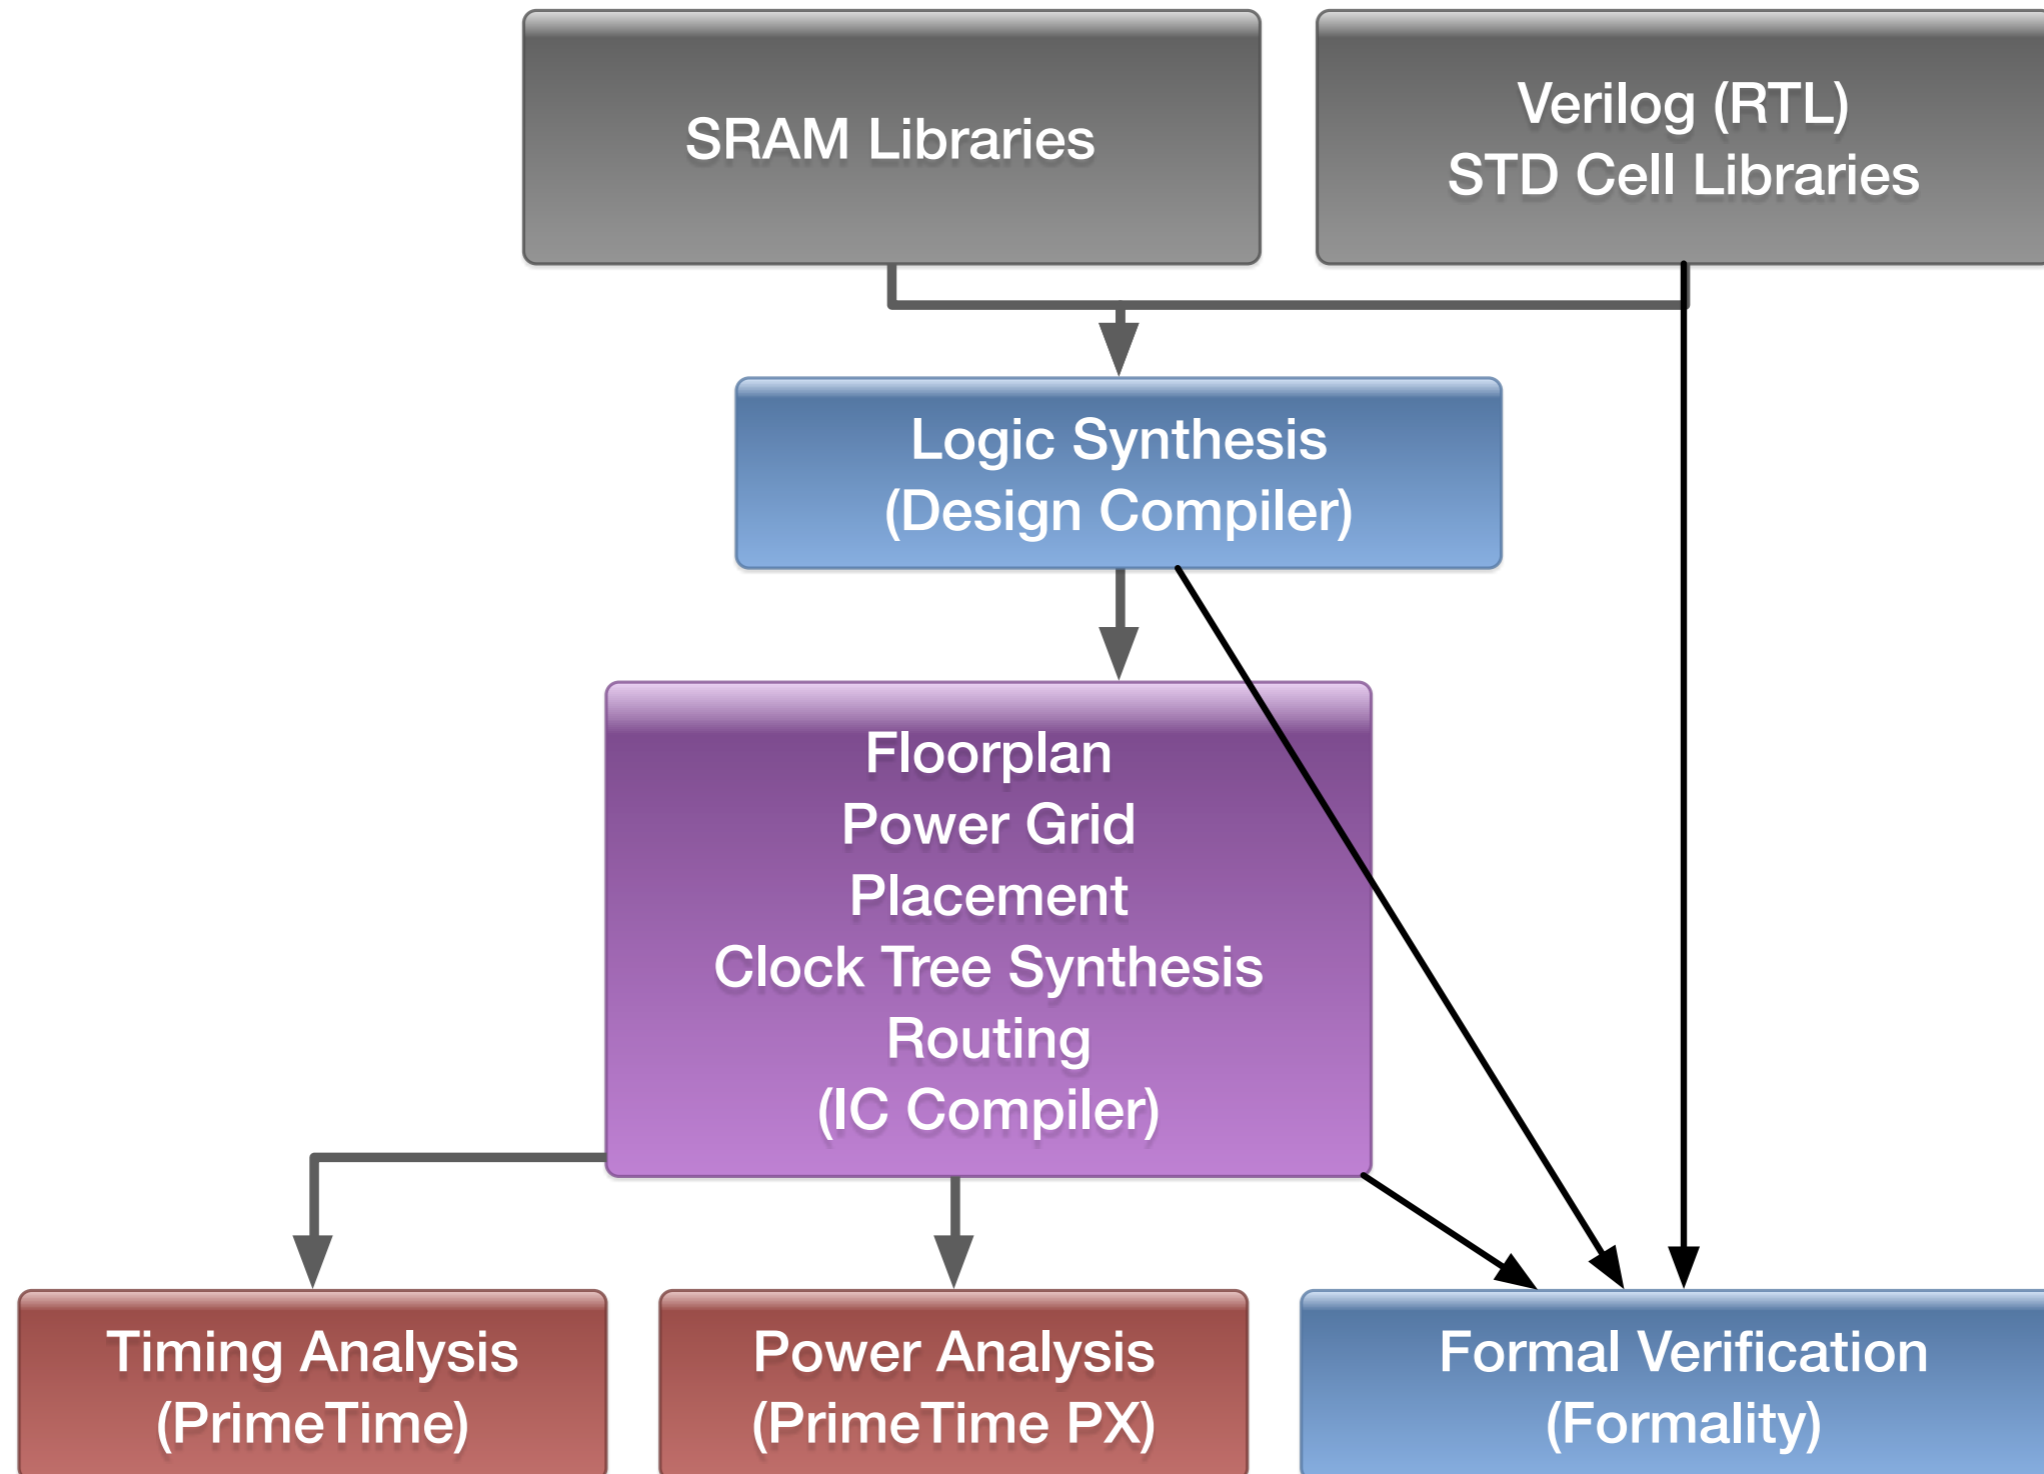 SRAM Libraries
Verilog (RTL)
STD Cell Libraries
Logic Synthesis
(Design Compiler)
Floorplan
Power Grid
Placement
Clock Tree Synthesis
Routing
(IC Compiler)
Timing Analysis
(PrimeTime)
Power Analysis
(PrimeTime PX)
Formal Verification
(Formality)